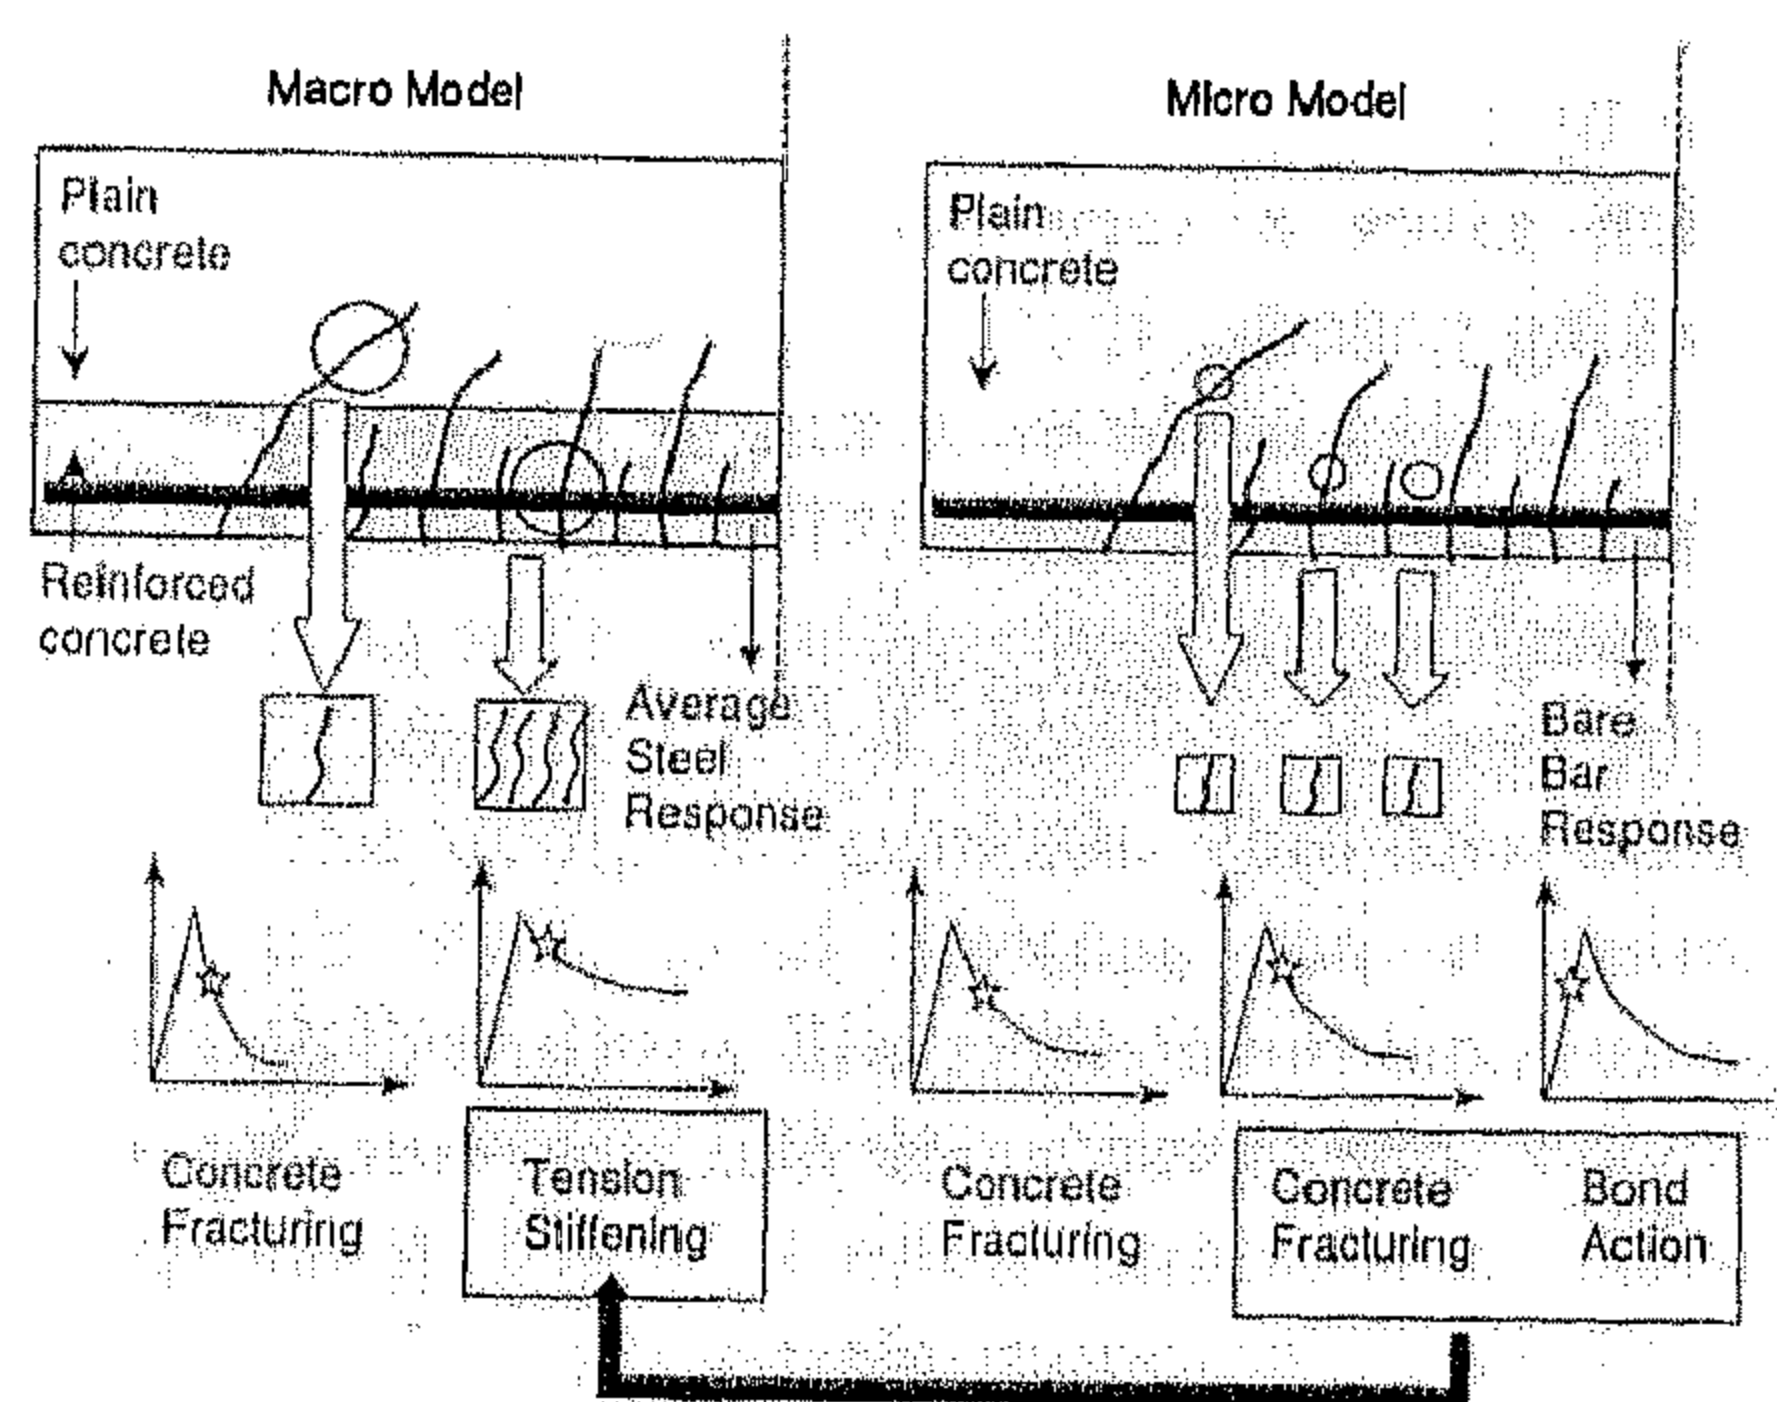 Macro Model
Plain
concrete
Reinforced
concrete
Average
Steel
Response
Concrete
Fracturing
Tension
Stiffening
Micro Model
Plain
concrete
Bare
Bar
Response
Concrete
Fracturing
Concrete
Fracturing
Bond
Action